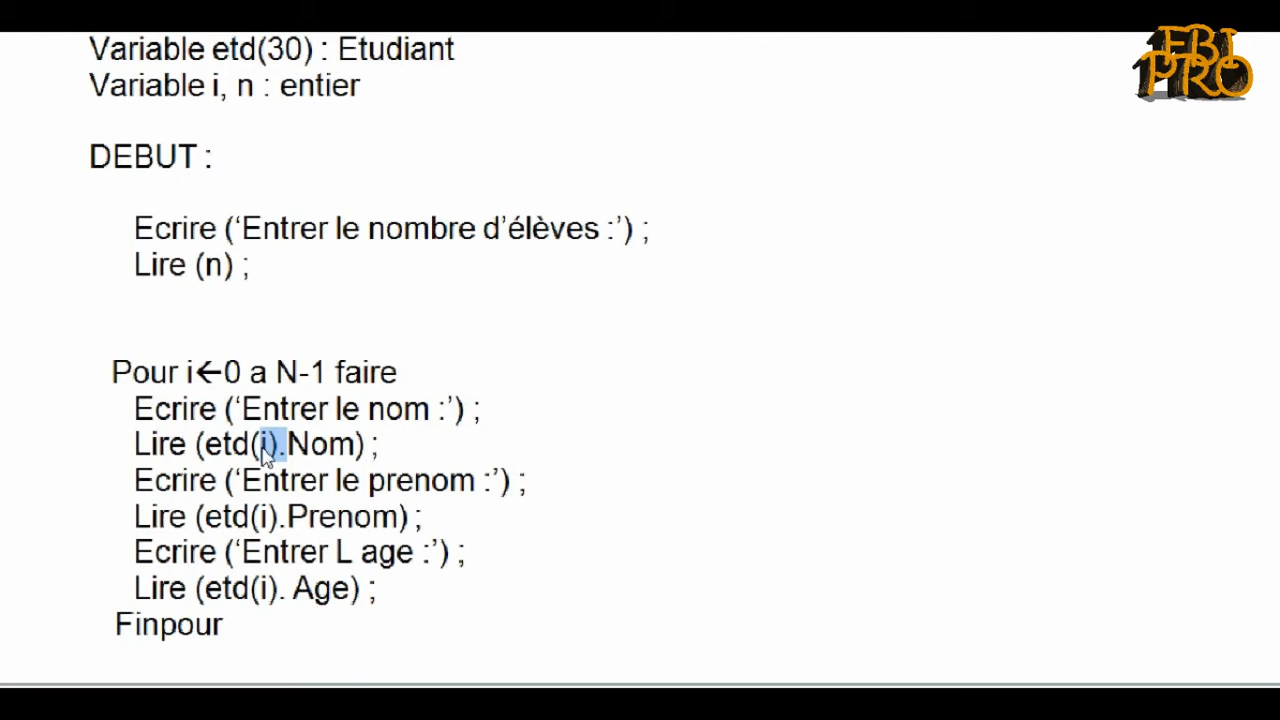 Variable etd(30) : Etudiant
Variable i, n : entier
DEBUT :
Ecrire (‘Entrer le nombre d’élèves :’) ;
Lire (n) ;
Pour i←0 a N-1 faire
Ecrire (‘Entrer le nom :’) ;
Lire (etd(i).Nom) ;
Ecrire (‘Entrer le prenom :’) ;
Lire (etd(i).Prenom) ;
Ecrire (‘Entrer L age :’) ;
Lire (etd(i). Age) ;
Finpour
FBI
PRO